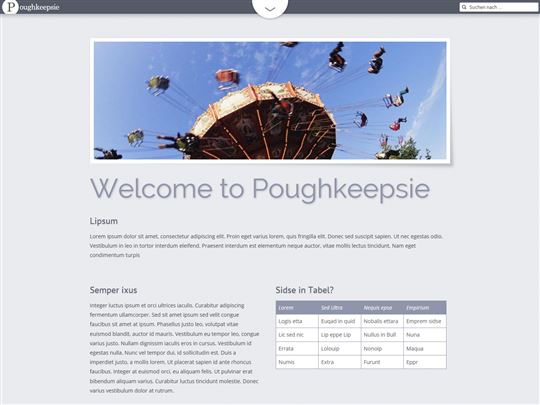 Poughkeepsie
Suchen nach ...
Welcome to Poughkeepsie
Lipsum
Lorem ipsum dolor sit amet, consectetur adipiscing elit. Proin eget varius lorem, quis fringilla elit. Donec sed suscipit sapien. Ut nec egestas odio.
Vestibulum in leo in tortor interdum eleifend. Praesent interdum est elementum neque auctor, vitae mollis lectus tincidunt. Nam eget
condimentum turpis
Semper ixus
Integer luctus ipsum et orci ultrices iaculis. Curabitur adipiscing
fermentum ullamcorper. Sed sit amet ipsum sed velit congue
faucibus sit amet at ipsum. Phasellus justo leo, volutpat vitae
euismod blandit, auctor id mauris. Vestibulum eu tempor leo, congue
varius justo. Nullam dignissim iaculis eros in cursus. Vestibulum id
egestas nulla. Nunc vel tempor dui, id sollicitudin est. Duis a
imperdiet justo, a mollis lorem. Ut placerat sapien id ante rhoncus
faucibus. Integer at euismod orci, eu aliquam felis. Ut pulvinar erat
bibendum aliquam varius. Curabitur luctus tincidunt molestie. Donec
varius vestibulum dolor at rutrum.
Sidse in Tabel?
Lorem Sed Ultra Nequis epse Empirium
Logis etta Euqad in quid Nobalis ettara Emprem sidse
Lic sed nic Lip eppe Lip Nullus in Bull Nuna
Errata Loloup Nonoip Maqua
Numis Extra Furunt Eppr